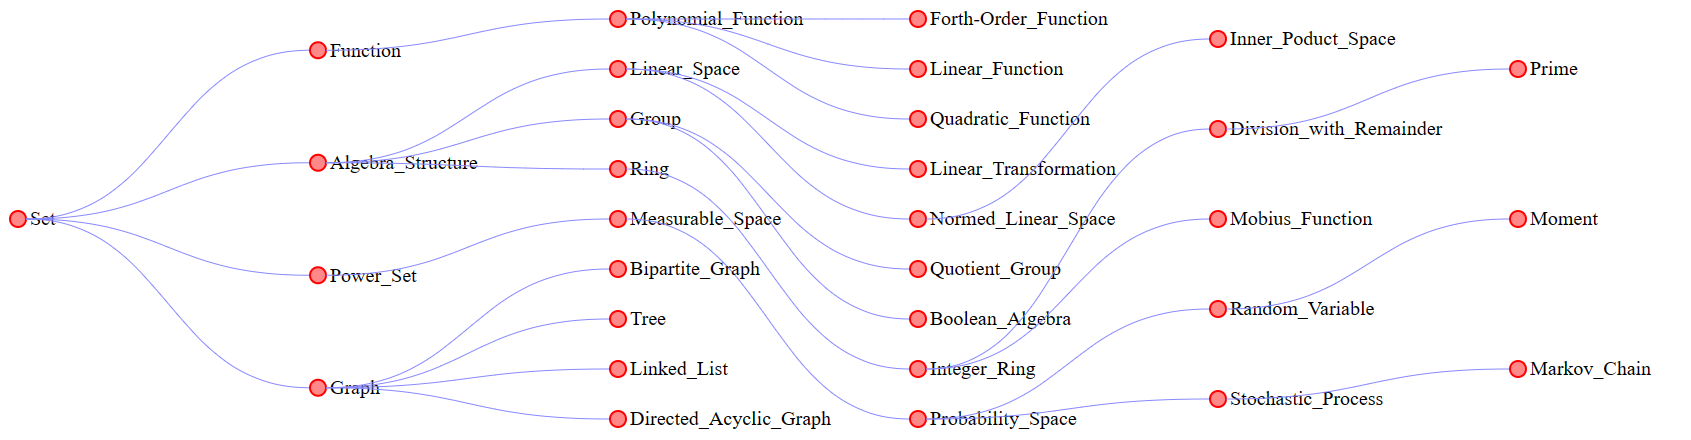 Set
Function
Algebra_Structure
Power_Set
Graph
Polynomial_Function
Linear_Space
Group
Ring
Measurable_Space
Bipartite_Graph
Tree
Linked_List
Directed_Acyclic_Graph
Forth-Order_Function
Linear_Function
Quadratic_Function
Linear_Transformation
Normed_Linear_Space
Quotient_Group
Boolean_Algebra
Integer_Ring
Probability_Space
Inner_Poduct_Space
Division_with_Remainder
Mobius_Function
Random_Variable
Stochastic_Process
Prime
Moment
Markov_Chain